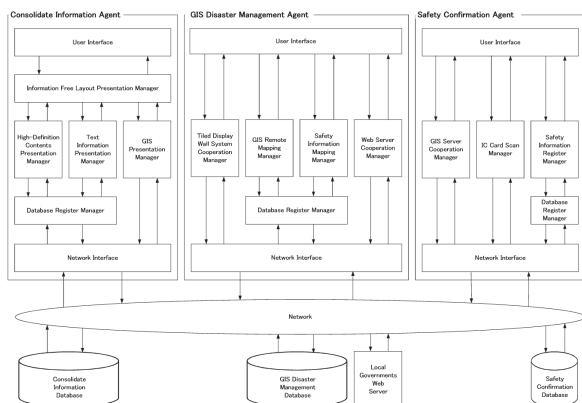 Consolidate Information Agent
User Interface
Information Free Layout Presentation Manager
High-Definition
Contents
Presentation
Manager
Text
Information
Presentation
Manager
GIS
Presentation
Manager
Database Register Manager
Network Interface
GIS Disaster Management Agent
User Interface
Tiled Display
Wall System
Cooperation
Manager
GIS Remote
Mapping
Manager
Safety
Information
Mapping
Manager
Web Server
Cooperation
Manager
Database Register Manager
Network Interface
Safety Confirmation Agent
User Interface
GIS Server
Cooperation
Manager
IC Card Scan
Manager
Safety
Information
Register
Manager
Database
Register
Manager
Network Interface
Network
Consolidate
Information
Database
GIS Disaster
Management
Database
Local
Governments
Web
Server
Safety
Confirmation
Database